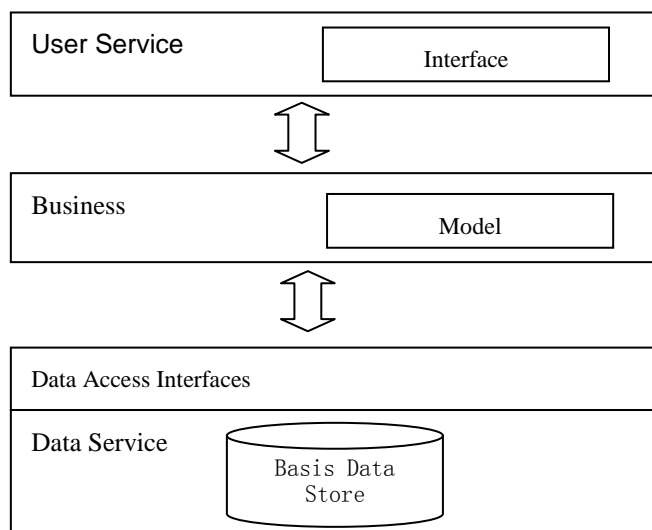 User Service
Interface
Business
Model
Data Access Interfaces
Data Service
Basis Data
Store